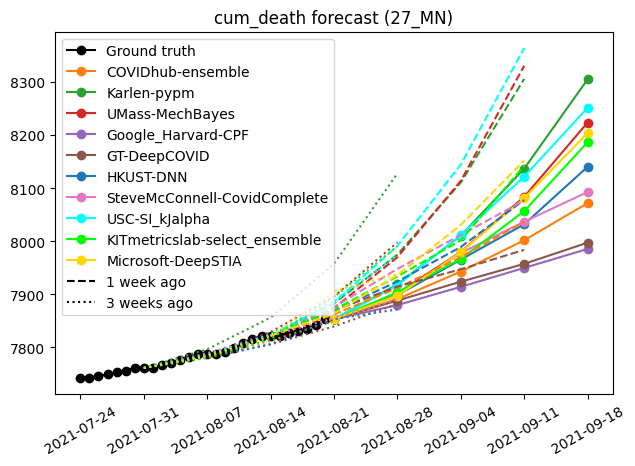 cum_death forecast (27_MN)
Ground truth
COVIDhub-ensemble
Karlen-pypm
UMass-MechBayes
Google_Harvard-CPF
GT-DeepCOVID
HKUST-DNN
SteveMcConnell-CovidComplete
USC-SI_kJalpha
KITmetricslab-select_ensemble
Microsoft-DeepSTIA
1 week ago
3 weeks ago
8300
8200
8100
8000
7900
7800
2021-07-24
2021-07-31
2021-08-07
2021-08-14
2021-08-21
2021-08-28
2021-09-04
2021-09-11
2021-09-18